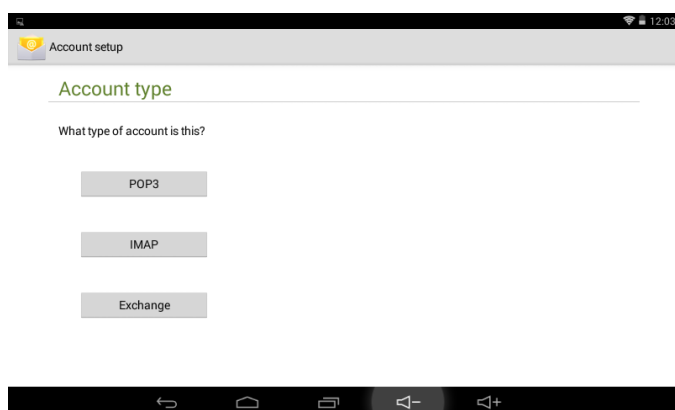 12:03
Account setup
Account type
What type of account is this?
POP3
IMAP
Exchange